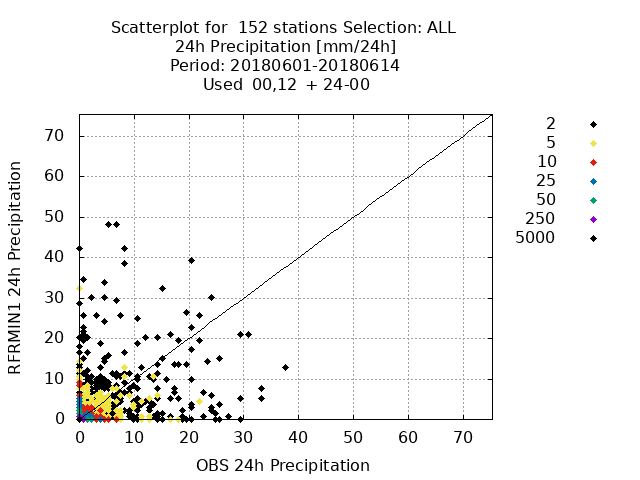 Scatterplot for  152 stations Selection: ALL
24h Precipitation [mm/24h]
Period: 20180601-20180614
Used  00,12  + 24-00
2
5
10
25
50
250
5000
RFRMIN1 24h Precipitation
70
60
50
40
30
20
10
0
0 10 20 30 40 50 60 70
OBS 24h Precipitation